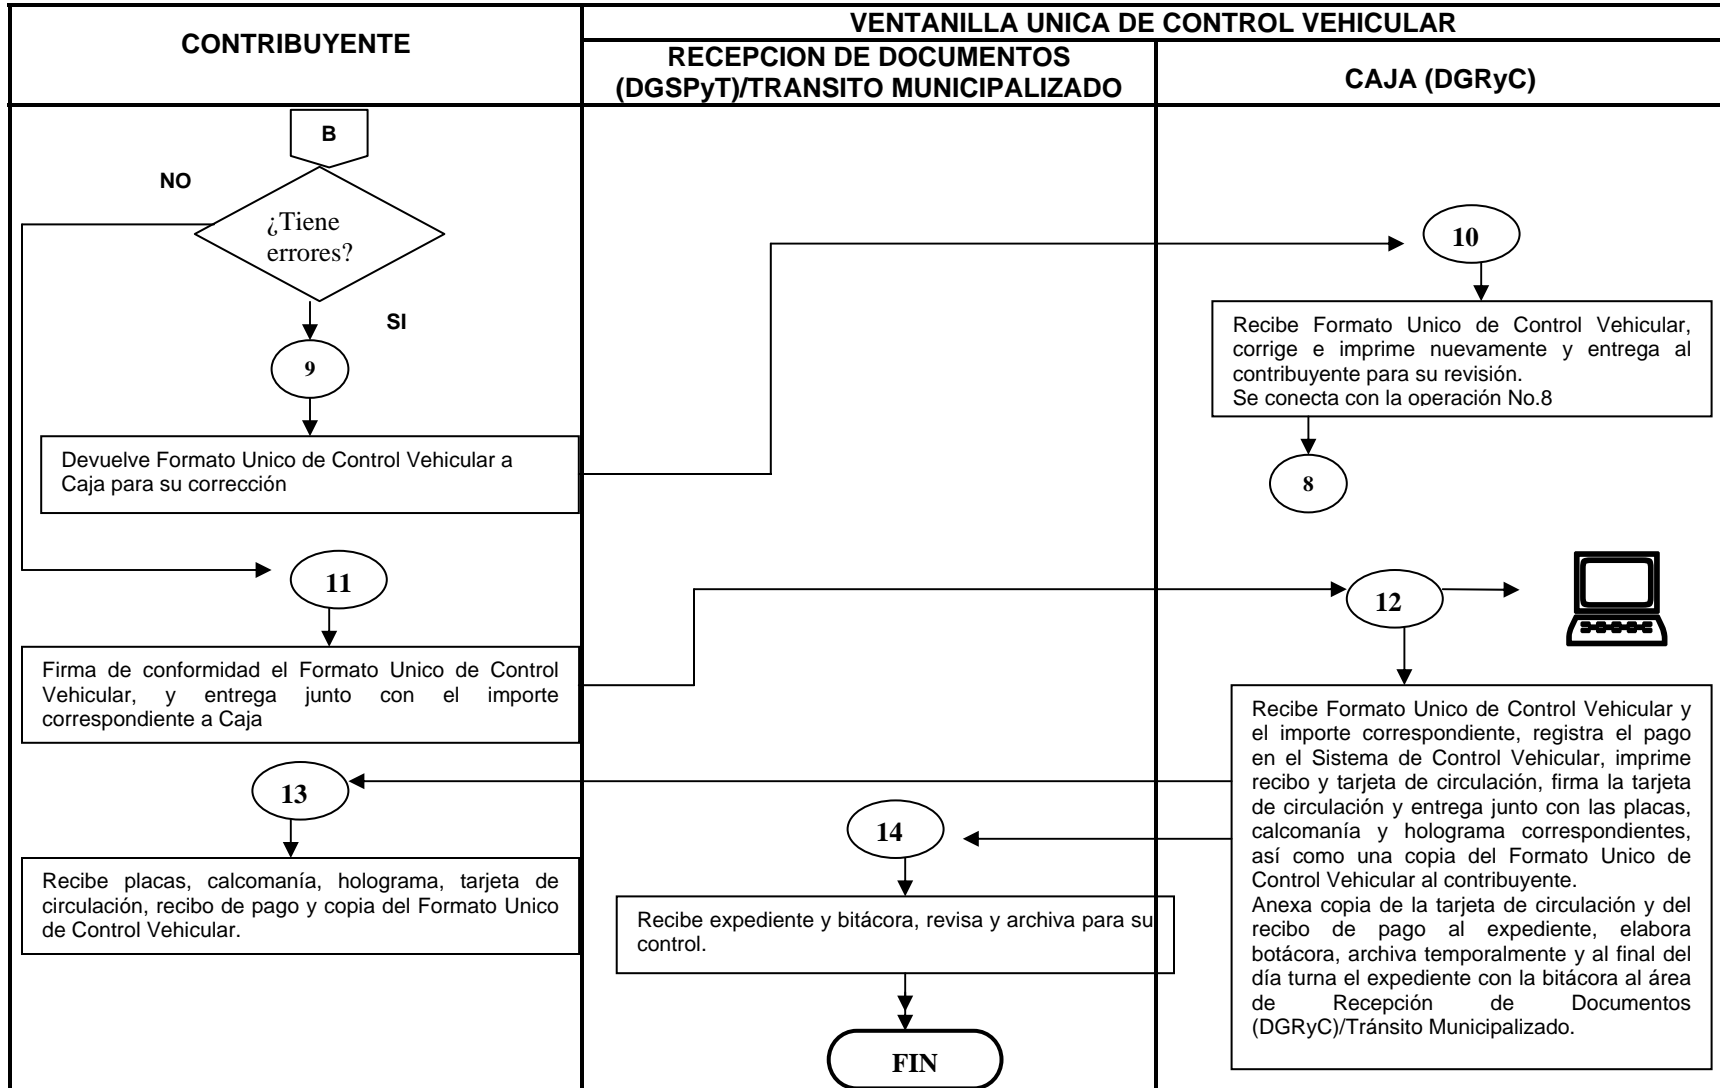 CONTRIBUYENTE
VENTANILLA UNICA DE CONTROL VEHICULAR
RECEPCION DE DOCUMENTOS
(DGSPyT)/TRANSITO MUNICIPALIZADO
CAJA (DGRyC)
B
NO
¿Tiene
errores?
SI
9
Devuelve Formato Unico de Control Vehicular a
Caja para su corrección
10
Recibe Formato Unico de Control Vehicular,
corrige e imprime nuevamente y entrega al
contribuyente para su revisión.
Se conecta con la operación No.8
8
11
Firma de conformidad el Formato Unico de Control
Vehicular, y entrega junto con el importe
correspondiente a Caja
12
Recibe Formato Unico de Control Vehicular y
el importe correspondiente, registra el pago
en el Sistema de Control Vehicular, imprime
recibo y tarjeta de circulación, firma la tarjeta
de circulación y entrega junto con las placas,
calcomanía y holograma correspondientes,
así como una copia del Formato Unico de
Control Vehicular al contribuyente.
Anexa copia de la tarjeta de circulación y del
recibo de pago al expediente, elabora
botácora, archiva temporalmente y al final del
día turna el expediente con la bitácora al área
de Recepción de Documentos
(DGRyC)/Tránsito Municipalizado.
13
Recibe placas, calcomanía, holograma, tarjeta de
circulación, recibo de pago y copia del Formato Unico
de Control Vehicular.
14
Recibe expediente y bitácora, revisa y archiva para su
control.
FIN